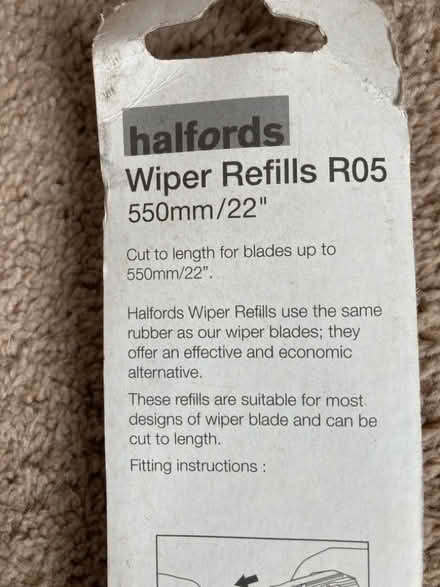 halfords
Wiper Refills R05
550mm/22"
Cut to length for blades up to
550mm/22”.
Halfords Wiper Refills use the same
rubber as our wiper blades; they
offer an effective and economic
alternative.
These refills are suitable for most
designs of wiper blade and can be
cut to length.
Fitting instructions :